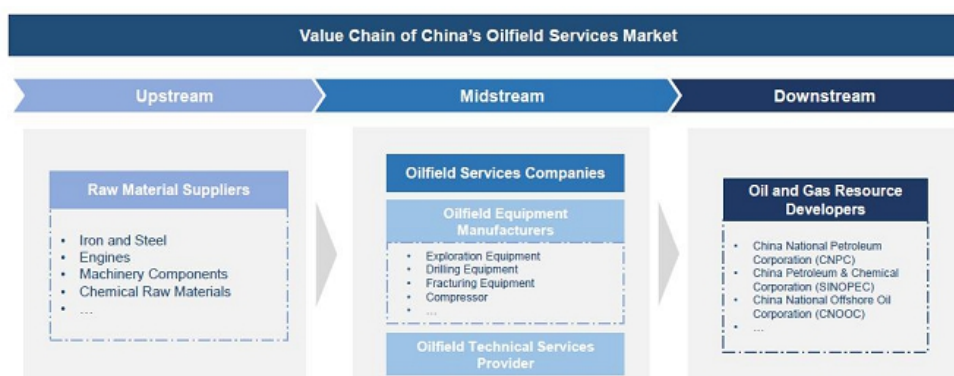 Value Chain of China's Oilfield Services Market
Upstream
Midstream
Downstream
Raw Material Suppliers
• Iron and Steel
• Engines
• Machinery Components
• Chemical Raw Materials
• ...
Oilfield Services Companies
Oilfield Equipment
Manufacturers
• Exploration Equipment
• Drilling Equipment
• Fracturing Equipment
• Compressor
• ...
Oilfield Technical Services
Provider
Oil and Gas Resource
Developers
• China National Petroleum
Corporation (CNPC)
• China Petroleum & Chemical
Corporation (SINOPEC)
• China National Offshore Oil
Corporation (CNOOC)
• ...